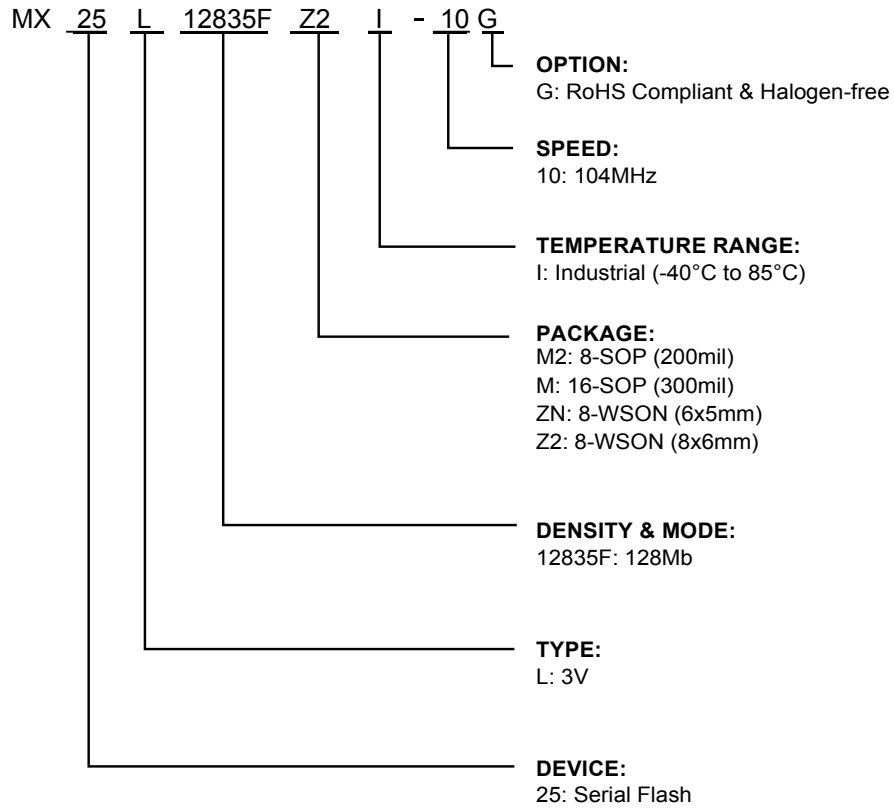 MX 25 L 12835F Z2 I - 10 G
OPTION:
G: RoHS Compliant & Halogen-free
SPEED:
10: 104MHz
TEMPERATURE RANGE:
I: Industrial (-40°C to 85°C)
PACKAGE:
M2: 8-SOP (200mil)
M: 16-SOP (300mil)
ZN: 8-WSON (6x5mm)
Z2: 8-WSON (8x6mm)
DENSITY & MODE:
12835F: 128Mb
TYPE:
L: 3V
DEVICE:
25: Serial Flash